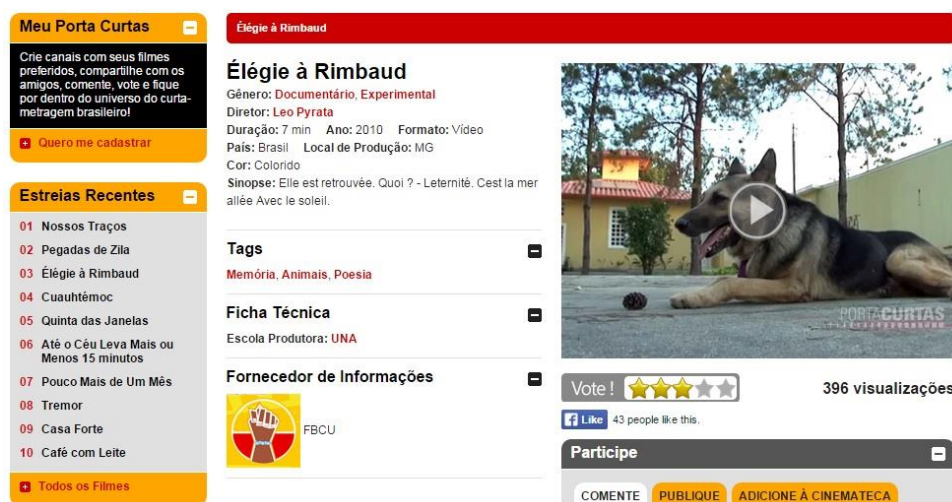 Meu Porta Curtas
Crie canais com seus filmes
preferidos, compartilhe com os
amigos, comente, vote e fique
por dentro do universo do curta-
metragem brasileiro!
Quero me cadastrar
Estreias Recentes
01 Nossos Traços
02 Pegadas de Zila
03 Élégie à Rimbaud
04 Cuauhtémoc
05 Quinta das Janelas
06 Até o Céu Leva Mais ou
Menos 15 minutos
07 Pouco Mais de Um Mês
08 Tremor
09 Casa Forte
10 Café com Leite
Todos os Filmes
Élégie à Rimbaud
Élégie à Rimbaud
Gênero: Documentário, Experimental
Diretor: Leo Pyrata
Duração: 7 min Ano: 2010 Formato: Vídeo
País: Brasil Local de Produção: MG
Cor: Colorido
Sinopse: Elle est retrouvée. Quoi ? - Leternité. Cest la mer
allée Avec le soleil.
Tags
Memória, Animais, Poesia
Ficha Técnica
Escola Produtora: UNA
Fornecedor de Informações
FBCU
PORTACURTAS
Vote !
396 visualizações
Like 43 people like this.
Participe
COMENTE PUBLIQUE ADICIONE À CINEMATECA